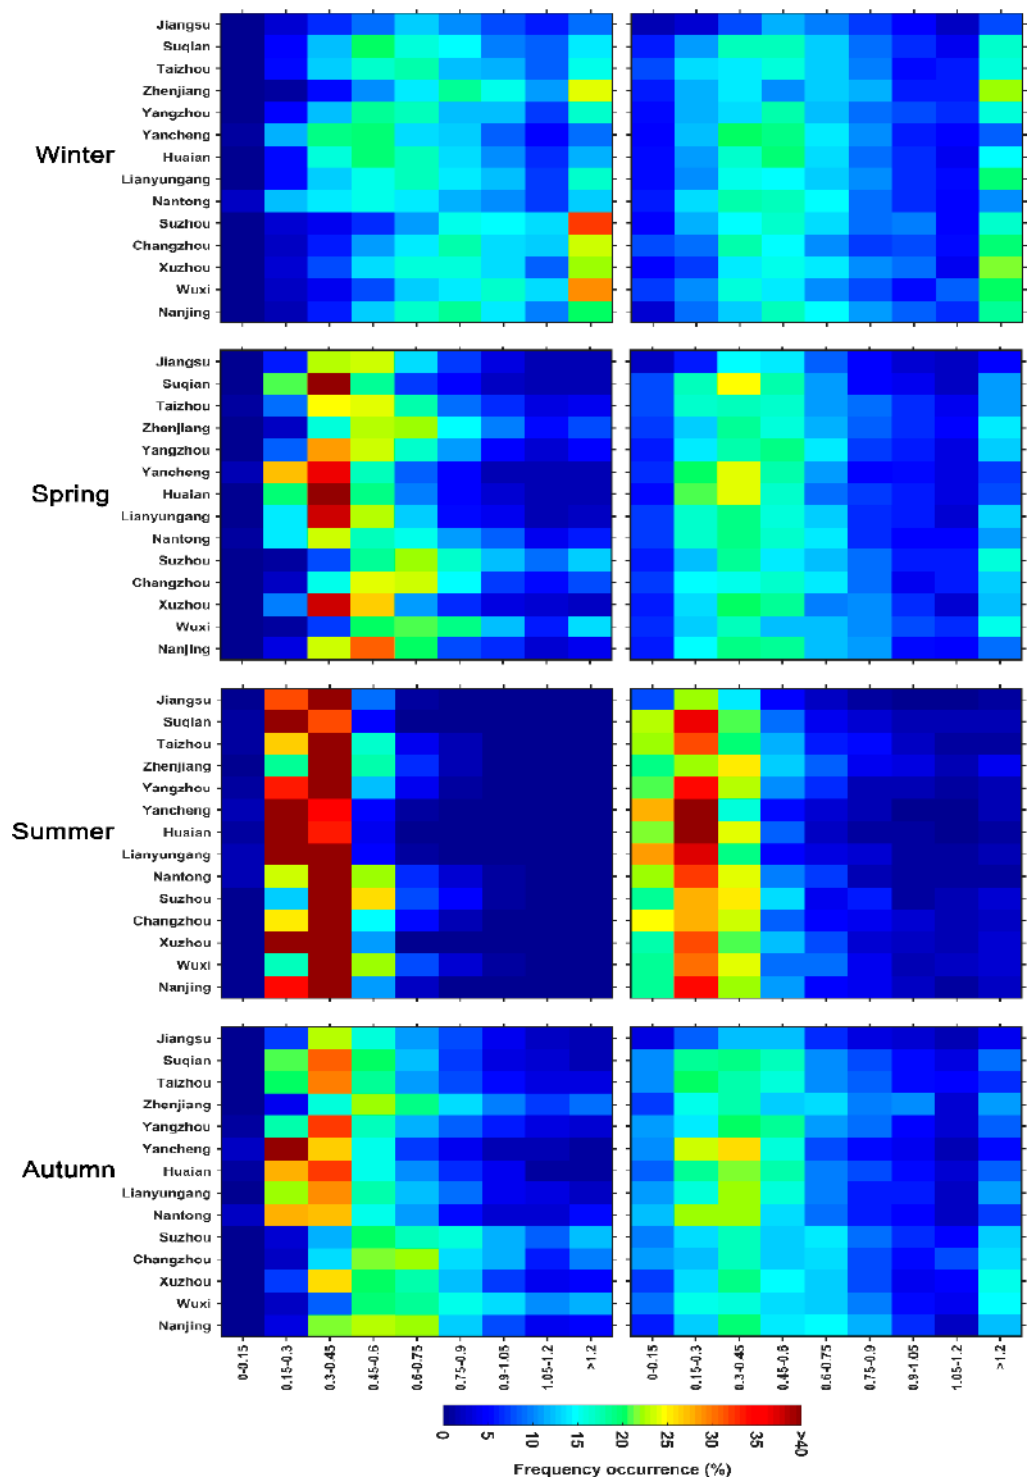 Winter
Jiangsu
Suqian
Taizhou
Zhenjiang
Yangzhou
Yancheng
Huaian
Lianyungang
Nantong
Suzhou
Changzhou
Xuzhou
Wuxi
Nanjing
Spring
Jiangsu
Suqian
Taizhou
Zhenjiang
Yangzhou
Yancheng
Huaian
Lianyungang
Nantong
Suzhou
Changzhou
Xuzhou
Wuxi
Nanjing
Summer
Jiangsu
Suqian
Taizhou
Zhenjiang
Yangzhou
Yancheng
Huaian
Lianyungang
Nantong
Suzhou
Changzhou
Xuzhou
Wuxi
Nanjing
Autumn
Jiangsu
Suqian
Taizhou
Zhenjiang
Yangzhou
Yancheng
Huaian
Lianyungang
Nantong
Suzhou
Changzhou
Xuzhou
Wuxi
Nanjing
0-0.15
0.15-0.3
0.3-0.45
0.45-0.6
0.6-0.75
0.75-0.9
0.9-1.05
1.05-1.2
>1.2
0-0.15
0.15-0.3
0.3-0.45
0.45-0.6
0.6-0.75
0.75-0.9
0.9-1.05
1.05-1.2
>1.2
0
5
10
15
20
25
30
35
>40
Frequency occurrence (%)